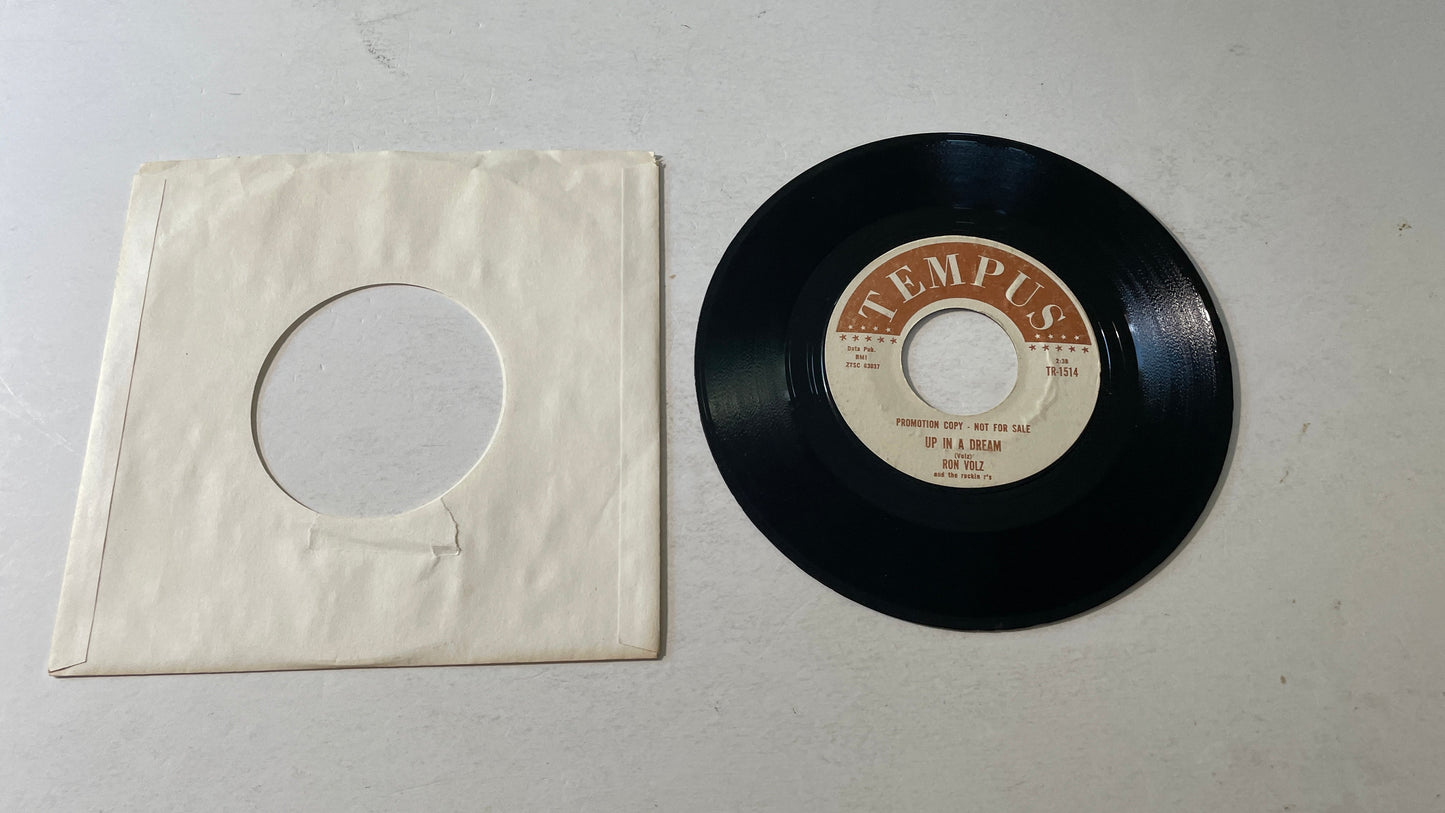 TEMPUS
Data Pub.
BMI
ZTSC 63037
2:38
TR-1514
PROMOTION COPY - NOT FOR SALE
UP IN A DREAM
(Volz)
RON VOLZ
and the rockin r's